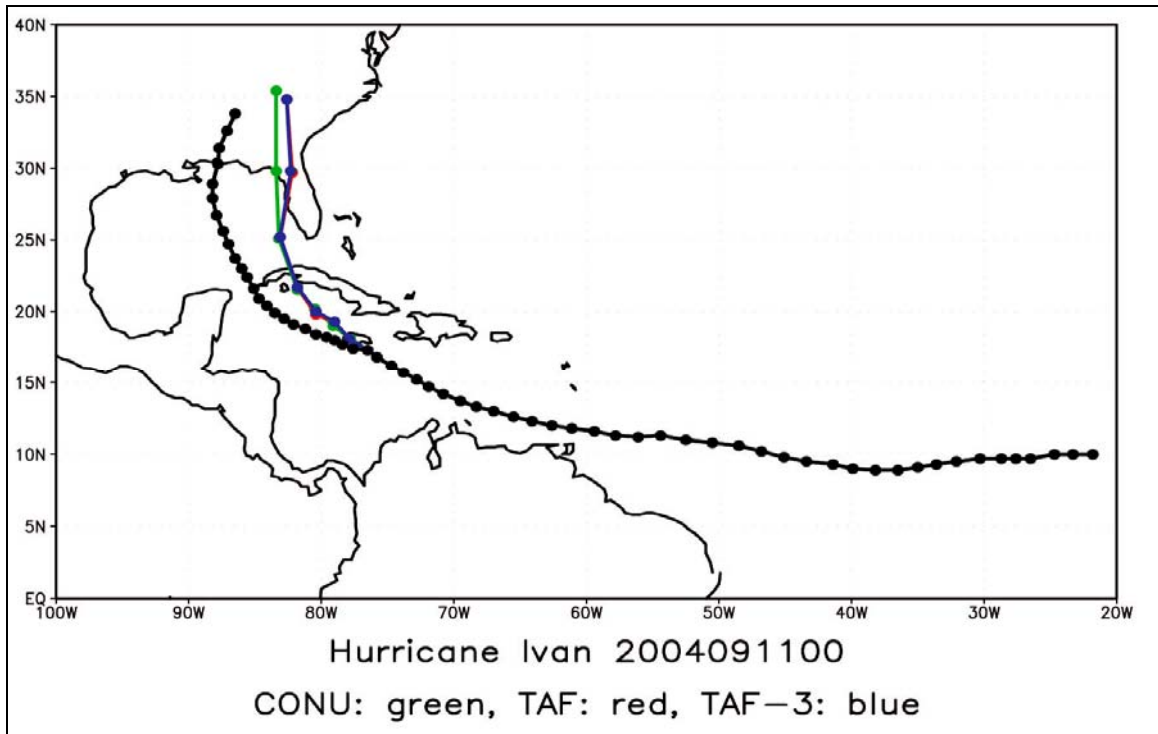 40N
35N
30N
25N
20N
15N
10N
5N
EQ
100W 90W 80W 70W 60W 50W 40W 30W 20W
Hurricane Ivan 2004091100
CONU: green, TAF: red, TAF-3: blue